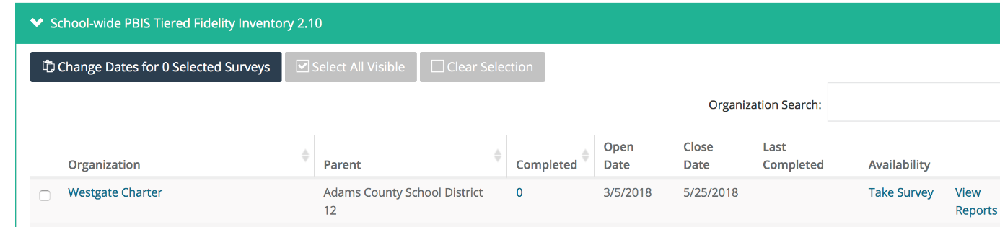 School-wide PBIS Tiered Fidelity Inventory 2.10
Change Dates for 0 Selected Surveys Select All Visible Clear Selection
Organization Search:
Organization Parent Completed Open Date Close Date Last Completed Availability
Westgate Charter Adams County School District 12 0 3/5/2018 5/25/2018 Take Survey View Reports